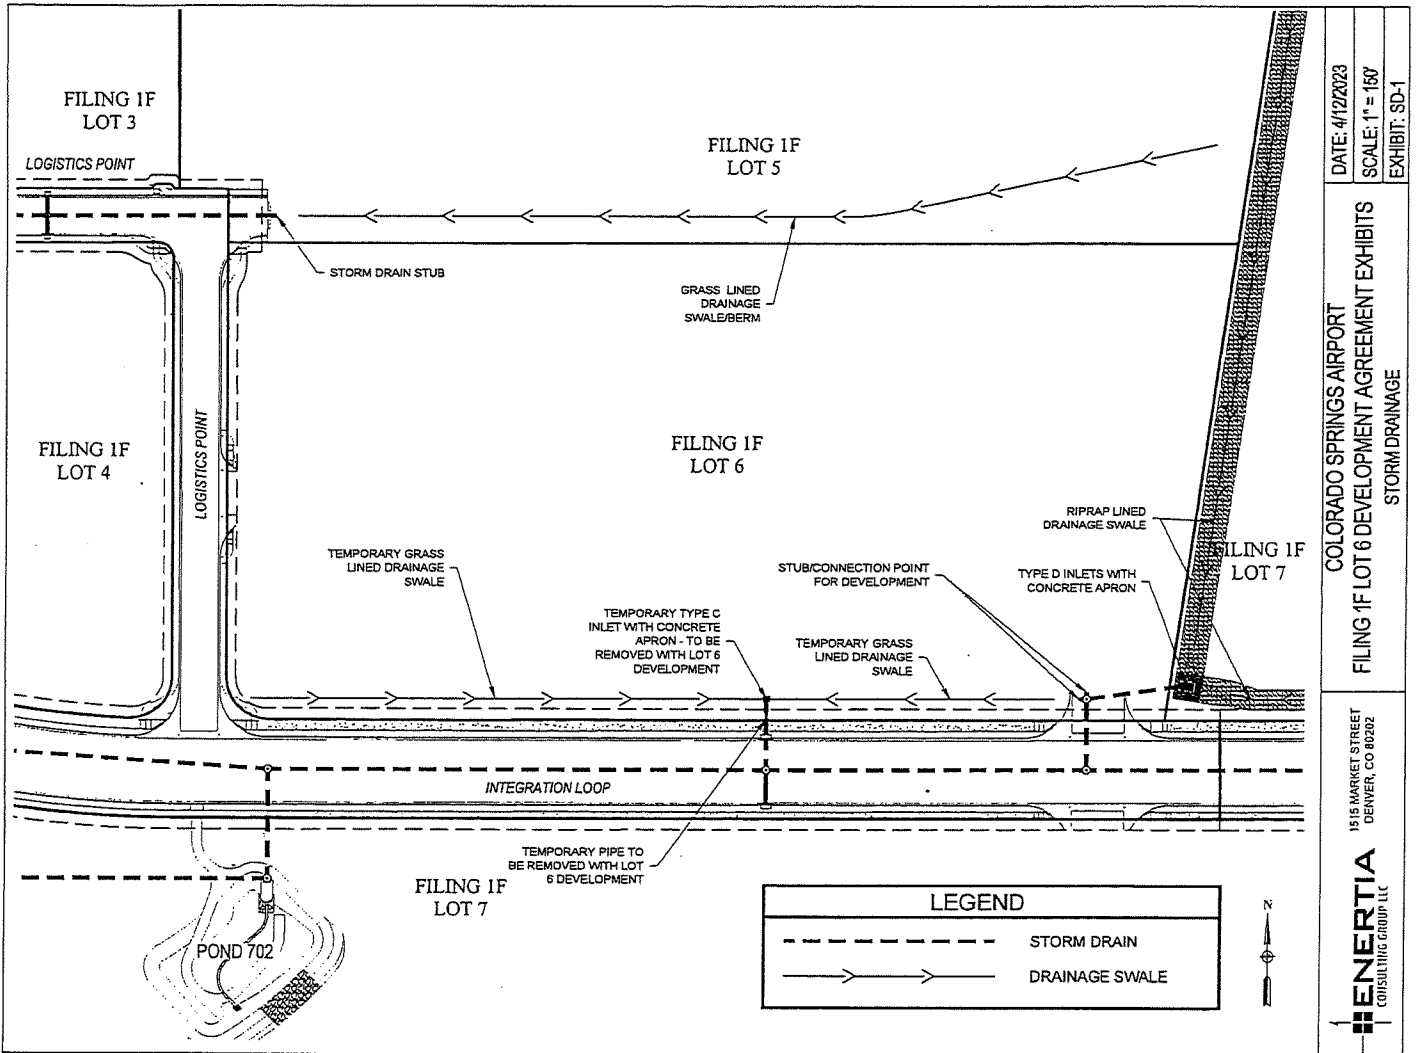 FILING 1F
LOT 3
LOGISTICS POINT
FILING 1F
LOT 5
STORM DRAIN STUB
GRASS LINED
DRAINAGE
SWALE/BERM
FILING 1F
LOT 4
LOGISTICS POINT
FILING 1F
LOT 6
RIPRAP LINED
DRAINAGE SWALE
FILING 1F
LOT 7
TEMPORARY GRASS
LINED DRAINAGE
SWALE
STUB/CONNECTION POINT
FOR DEVELOPMENT
TYPE D INLETS WITH
CONCRETE APRON
TEMPORARY TYPE C
INLET WITH CONCRETE
APRON - TO BE
REMOVED WITH LOT 6
DEVELOPMENT
TEMPORARY GRASS
LINED DRAINAGE
SWALE
INTEGRATION LOOP
TEMPORARY PIPE TO
BE REMOVED WITH LOT
6 DEVELOPMENT
FILING 1F
LOT 7
POND 702
LEGEND
STORM DRAIN
DRAINAGE SWALE
N
DATE: 4/12/2023
SCALE: 1" = 150'
EXHIBIT: SD-1
COLORADO SPRINGS AIRPORT
FILING 1F LOT 6 DEVELOPMENT AGREEMENT EXHIBITS
STORM DRAINAGE
1515 MARKET STREET
DENVER, CO 80202
ENERTIA
CONSULTING GROUP LLC